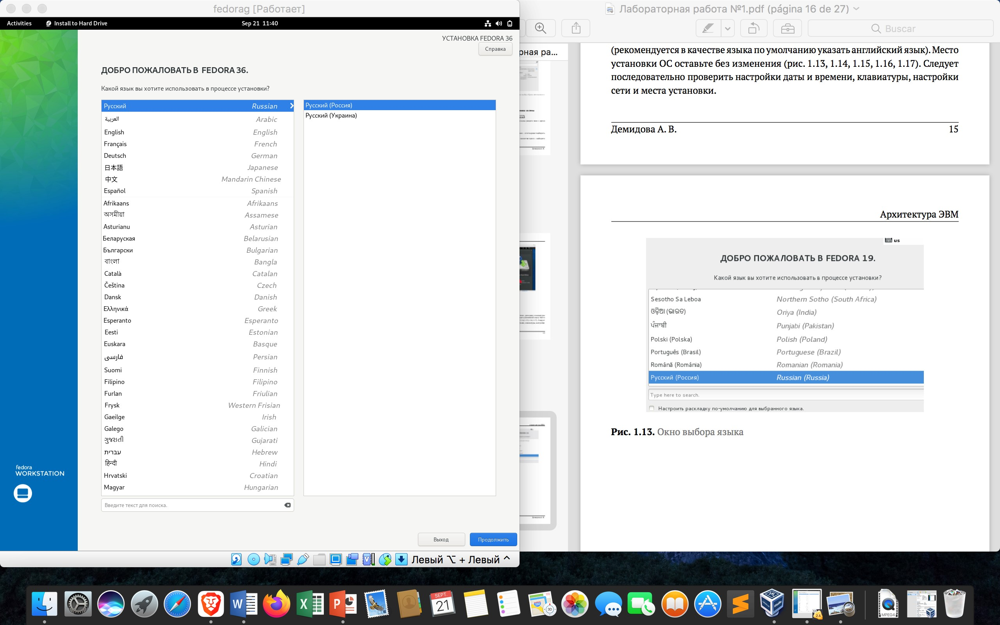 fedorag [Работает]
Activities
Install to Hard Drive
Sep 21 11:40
УСТАНОВКА FEDORA 36
Справка
ДОБРО ПОЖАЛОВАТЬ В FEDORA 36.
Какой язык вы хотите использовать в процессе установки?
Русский Russian
العربية Arabic
English English
Français French
Deutsch German
日本語 Japanese
中文 Mandarin Chinese
Español Spanish
Afrikaans Afrikaans
অসমীয়া Assamese
Asturianu Asturian
Беларуская Belarusian
Български Bulgarian
বাংলা Bangla
Català Catalan
Čeština Czech
Dansk Danish
Ελληνικά Greek
Esperanto Esperanto
Eesti Estonian
Euskara Basque
فارسی Persian
Suomi Finnish
Filipino Filipino
Furlan Friulian
Frysk Western Frisian
Gaeilge Irish
Galego Galician
ગુજરાતી Gujarati
עברית Hebrew
हिन्दी Hindi
Hrvatski Croatian
Magyar Hungarian
Русский (Россия)
Русский (Украина)
Введите текст для поиска.
fedora
WORKSTATION
Выход
Продолжить
Левый ⌥ + Левый ^
Лабораторная работа №1.pdf (página 16 de 27)
Buscar
рная ра...
(рекомендуется в качестве языка по умолчанию указать английский язык). Место
установки ОС оставьте без изменения (рис. 1.13, 1.14, 1.15, 1.16, 1.17). Следует
последовательно проверить настройки даты и времени, клавиатуры, настройки
сети и места установки.
Демидова А. В. 15
Архитектура ЭВМ
us
ДОБРО ПОЖАЛОВАТЬ В FEDORA 19.
Какой язык вы хотите использовать в процессе установки?
Sesotho Sa Leboa Northern Sotho (South Africa)
ଓଡ଼ିଆ (ଭାରତ) Oriya (India)
ਪੰਜਾਬੀ Punjabi (Pakistan)
Polski (Polska) Polish (Poland)
Português (Brasil) Portuguese (Brazil)
Română (România) Romanian (Romania)
Русский (Россия) Russian (Russia)
Type here to search.
Настроить раскладку по-умолчанию для выбранного языка.
Рис. 1.13. Окно выбора языка
SEPT.
21
280
3D
MPEG4